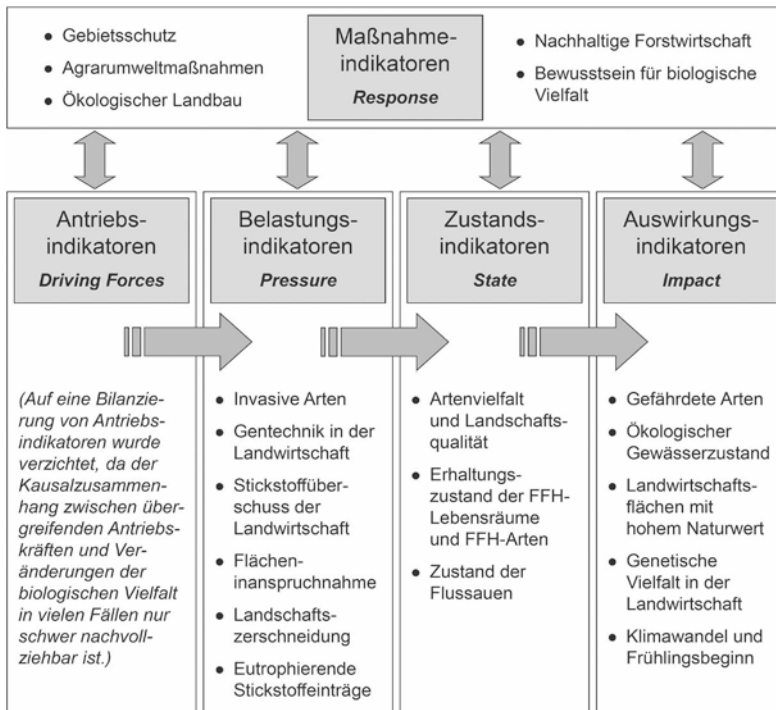 • Gebietsschutz
• Agrarumweltmaßnahmen
• Ökologischer Landbau
Maßnahme-
indikatoren
Response
• Nachhaltige Forstwirtschaft
• Bewusstsein für biologische
Vielfalt
Antriebs-
indikatoren
Driving Forces
(Auf eine Bilanzie-
rung von Antriebs-
indikatoren wurde
verzichtet, da der
Kausalzusammen-
hang zwischen über-
greifenden Antriebs-
kräften und Ver-
änderungen der
biologischen Vielfalt
in vielen Fällen nur
schwer nachvoll-
ziehbar ist.)
Belastungs-
indikatoren
Pressure
• Invasive Arten
• Gentechnik in der
Landwirtschaft
• Stickstoffüber-
schuss der
Landwirtschaft
• Flächen-
inanspruchnahme
• Landschafts-
zerschneidung
• Eutrophierende
Stickstoffeinträge
Zustands-
indikatoren
State
• Artenvielfalt
und Landschafts-
qualität
• Erhaltungs-
zustand der FFH-
Lebensräume
und FFH-Arten
• Zustand der
Flussauen
Auswirkungs-
indikatoren
Impact
• Gefährdete Arten
• Ökologischer
Gewässerzustand
• Landwirtschafts-
flächen mit
hohem Naturwert
• Genetische
Vielfalt in der
Landwirtschaft
• Klimawandel und
Frühlingsbeginn